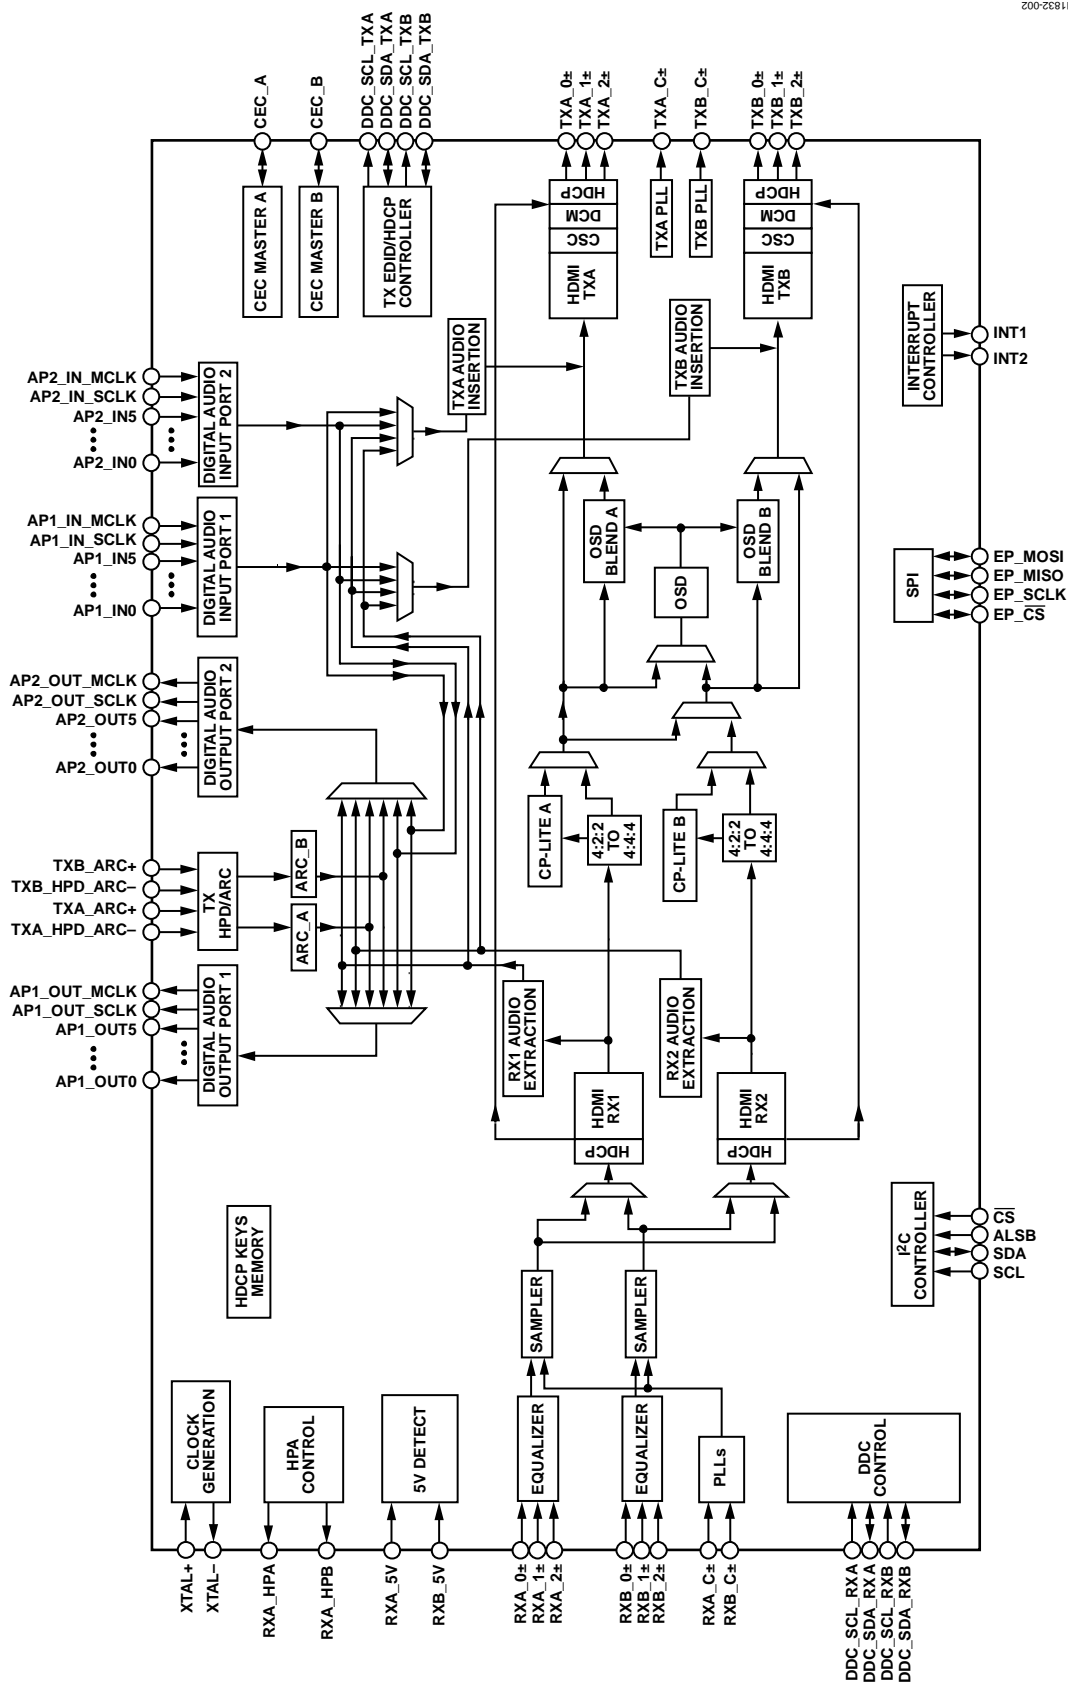 11832-002
CEC_A
CEC_B
DDC_SCL_TXA
DDC_SDA_TXA
DDC_SCL_TXB
DDC_SDA_TXB
TXA_0±
TXA_1±
TXA_2±
TXA_C±
TXB_C±
TXB_0±
TXB_1±
TXB_2±
CEC MASTER A
CEC MASTER B
TX EDID/HDCP
CONTROLLER
HDCP
DCM
CSC
HDMI
TXA
TXA PLL
TXB PLL
HDCP
DCM
CSC
HDMI
TXB
TXA AUDIO
INSERTION
TXB AUDIO
INSERTION
INTERRUPT
CONTROLLER
INT1
INT2
AP2_IN_MCLK
AP2_IN_SCLK
AP2_IN5
AP2_IN0
DIGITAL AUDIO
INPUT PORT 2
AP1_IN_MCLK
AP1_IN_SCLK
AP1_IN5
AP1_IN0
DIGITAL AUDIO
INPUT PORT 1
OSD
BLEND A
OSD
OSD
BLEND B
SPI
EP_MOSI
EP_MISO
EP_SCLK
EP_CS
AP2_OUT_MCLK
AP2_OUT_SCLK
AP2_OUT5
AP2_OUT0
DIGITAL AUDIO
OUTPUT PORT 2
CP-LITE A
4:2:2
TO
4:4:4
CP-LITE B
4:2:2
TO
4:4:4
TXB_ARC+
TXB_HPD_ARC–
TXA_ARC+
TXA_HPD_ARC–
TX
HPD/ARC
ARC_B
ARC_A
AP1_OUT_MCLK
AP1_OUT_SCLK
AP1_OUT5
AP1_OUT0
DIGITAL AUDIO
OUTPUT PORT 1
RX1 AUDIO
EXTRACTION
RX2 AUDIO
EXTRACTION
HDMI
RX1
HDCP
HDMI
RX2
HDCP
HDCP KEYS
MEMORY
I2C
CONTROLLER
CS
ALSB
SDA
SCL
SAMPLER
SAMPLER
CLOCK
GENERATION
HPA
CONTROL
5V DETECT
EQUALIZER
EQUALIZER
PLLs
DDC
CONTROL
XTAL+
XTAL–
RXA_HPA
RXA_HPB
RXA_5V
RXB_5V
RXA_0±
RXA_1±
RXA_2±
RXB_0±
RXB_1±
RXB_2±
RXA_C±
RXB_C±
DDC_SCL_RXA
DDC_SDA_RXA
DDC_SCL_RXB
DDC_SDA_RXB